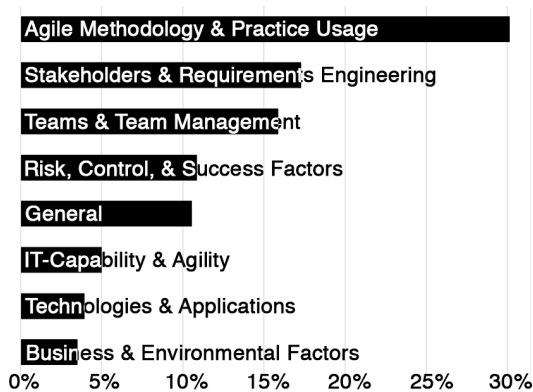 Agile Methodology & Practice Usage
Stakeholders & Requirements Engineering
Teams & Team Management
Risk, Control, & Success Factors
General
IT-Capability & Agility
Technologies & Applications
Business & Environmental Factors
0% 5% 10% 15% 20% 25% 30%